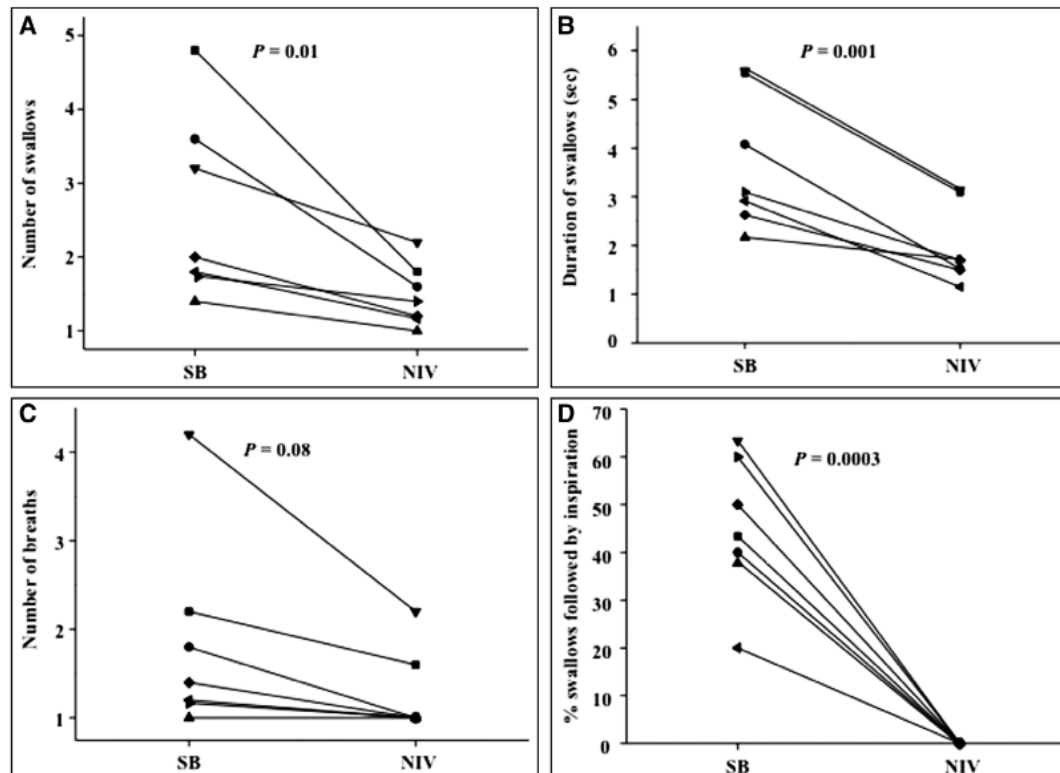 A
P = 0.01
Number of swallows
5
4
3
2
1
SB
NIV
B
P = 0.001
Duration of swallows (sec)
6
5
4
3
2
1
0
SB
NIV
C
P = 0.08
Number of breaths
4
3
2
1
SB
NIV
D
P = 0.0003
% swallows followed by inspiration
70
60
50
40
30
20
10
0
SB
NIV